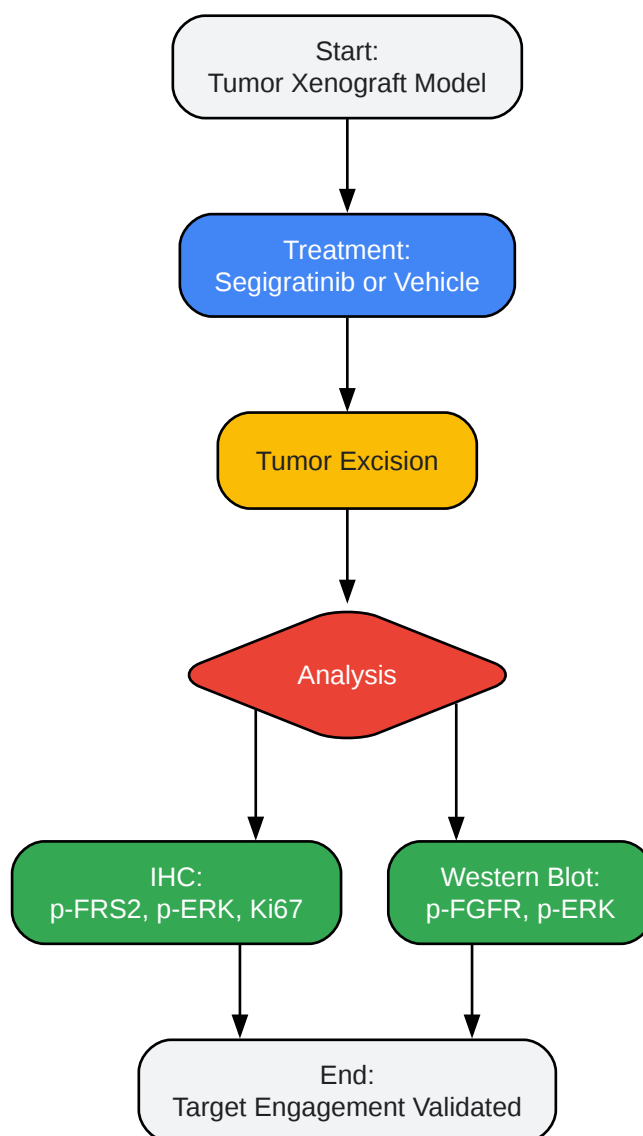 Start:
Tumor Xenograft Model
Treatment:
Segigratinib or Vehicle
Tumor Excision
Analysis
IHC:
p-FRS2, p-ERK, Ki67
Western Blot:
p-FGFR, p-ERK
End:
Target Engagement Validated